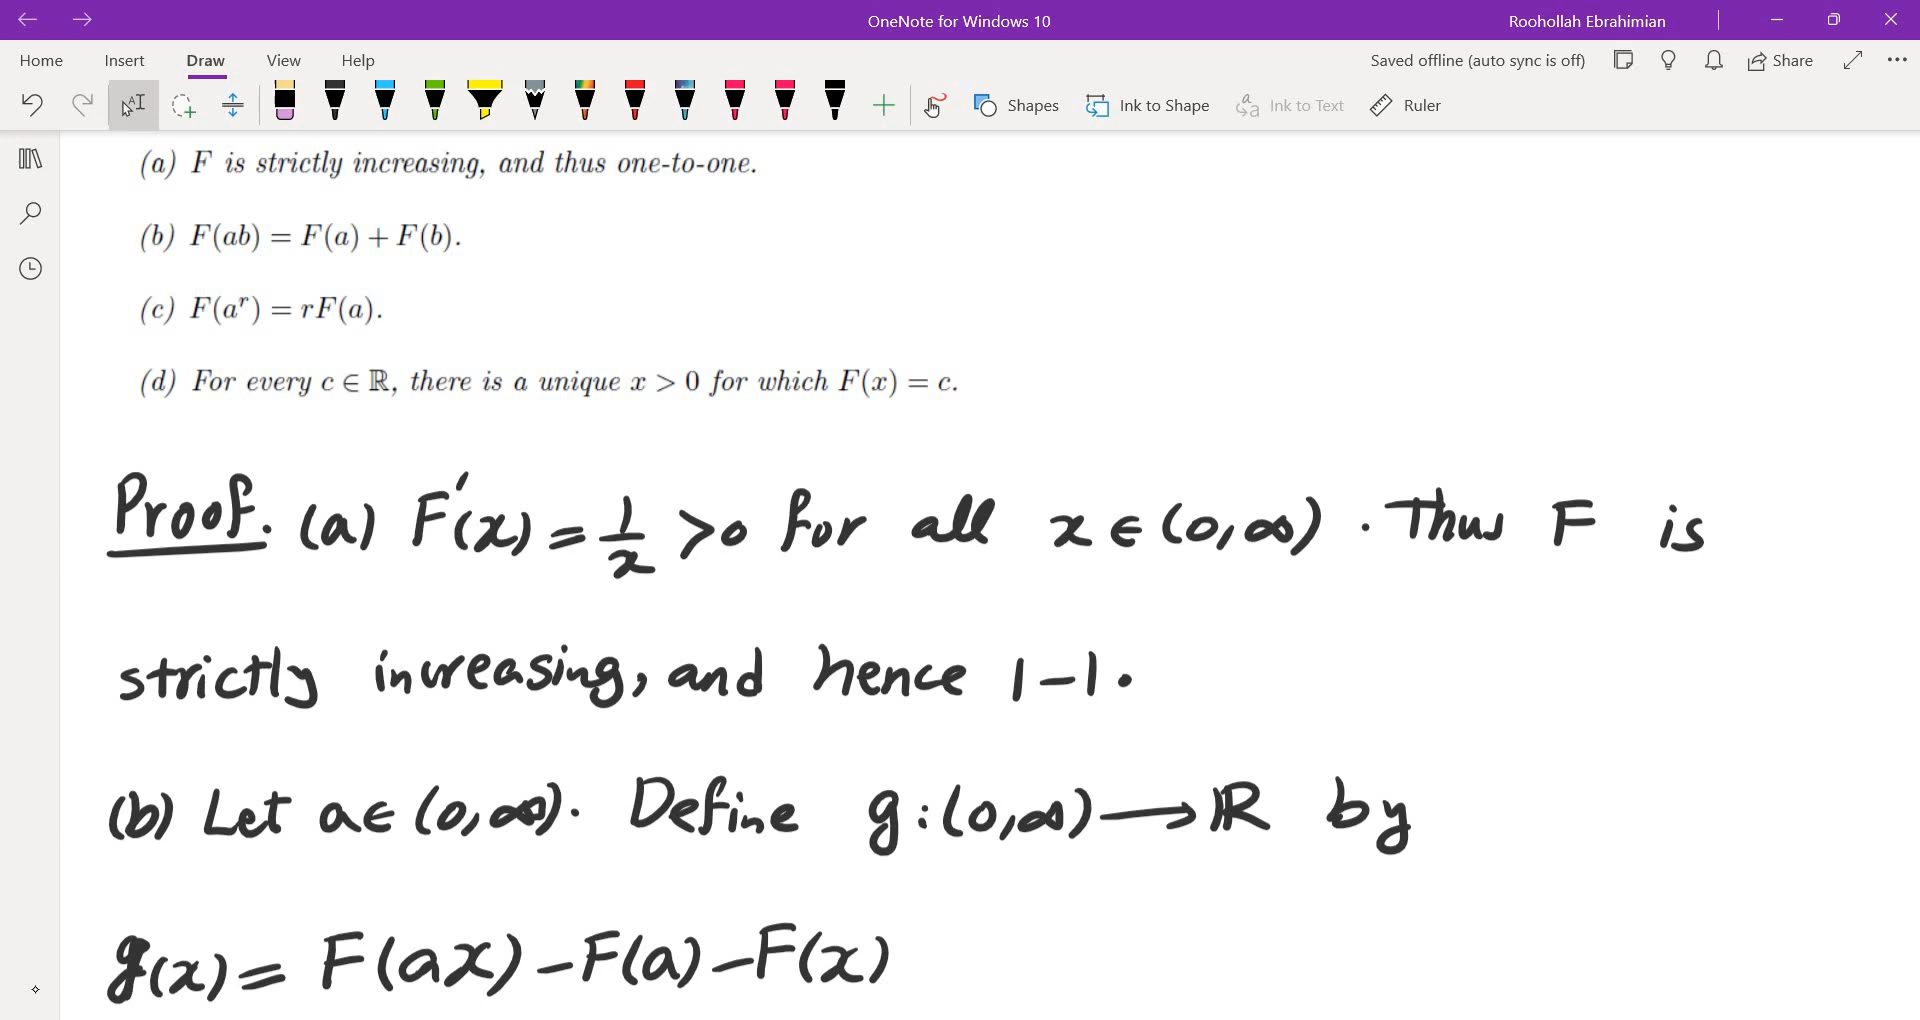 OneNote for Windows 10
Roohollah Ebrahimian
Home Insert Draw View Help
Saved offline (auto sync is off) Share
Shapes Ink to Shape Ink to Text Ruler
(a) F is strictly increasing, and thus one-to-one.
(b) F(ab) = F(a) + F(b).
(c) F(aʳ) = rF(a).
(d) For every c ∈ ℝ, there is a unique x > 0 for which F(x) = c.
Proof. (a) F'(x) = 1/x > 0 for all x ∈ (0,∞). Thus F is
strictly increasing, and hence 1-1.
(b) Let a ∈ (0,∞). Define g:(0,∞) ⟶ ℝ by
g(x) = F(ax) - F(a) - F(x)